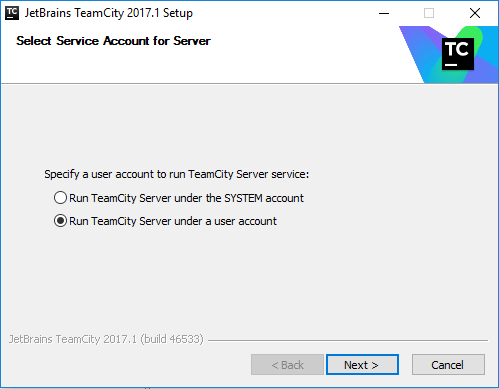 TC JetBrains TeamCity 2017.1 Setup
Select Service Account for Server
TC
Specify a user account to run TeamCity Server service:
Run TeamCity Server under the SYSTEM account
Run TeamCity Server under a user account
JetBrains TeamCity 2017.1 (build 46533)
< Back Next > Cancel